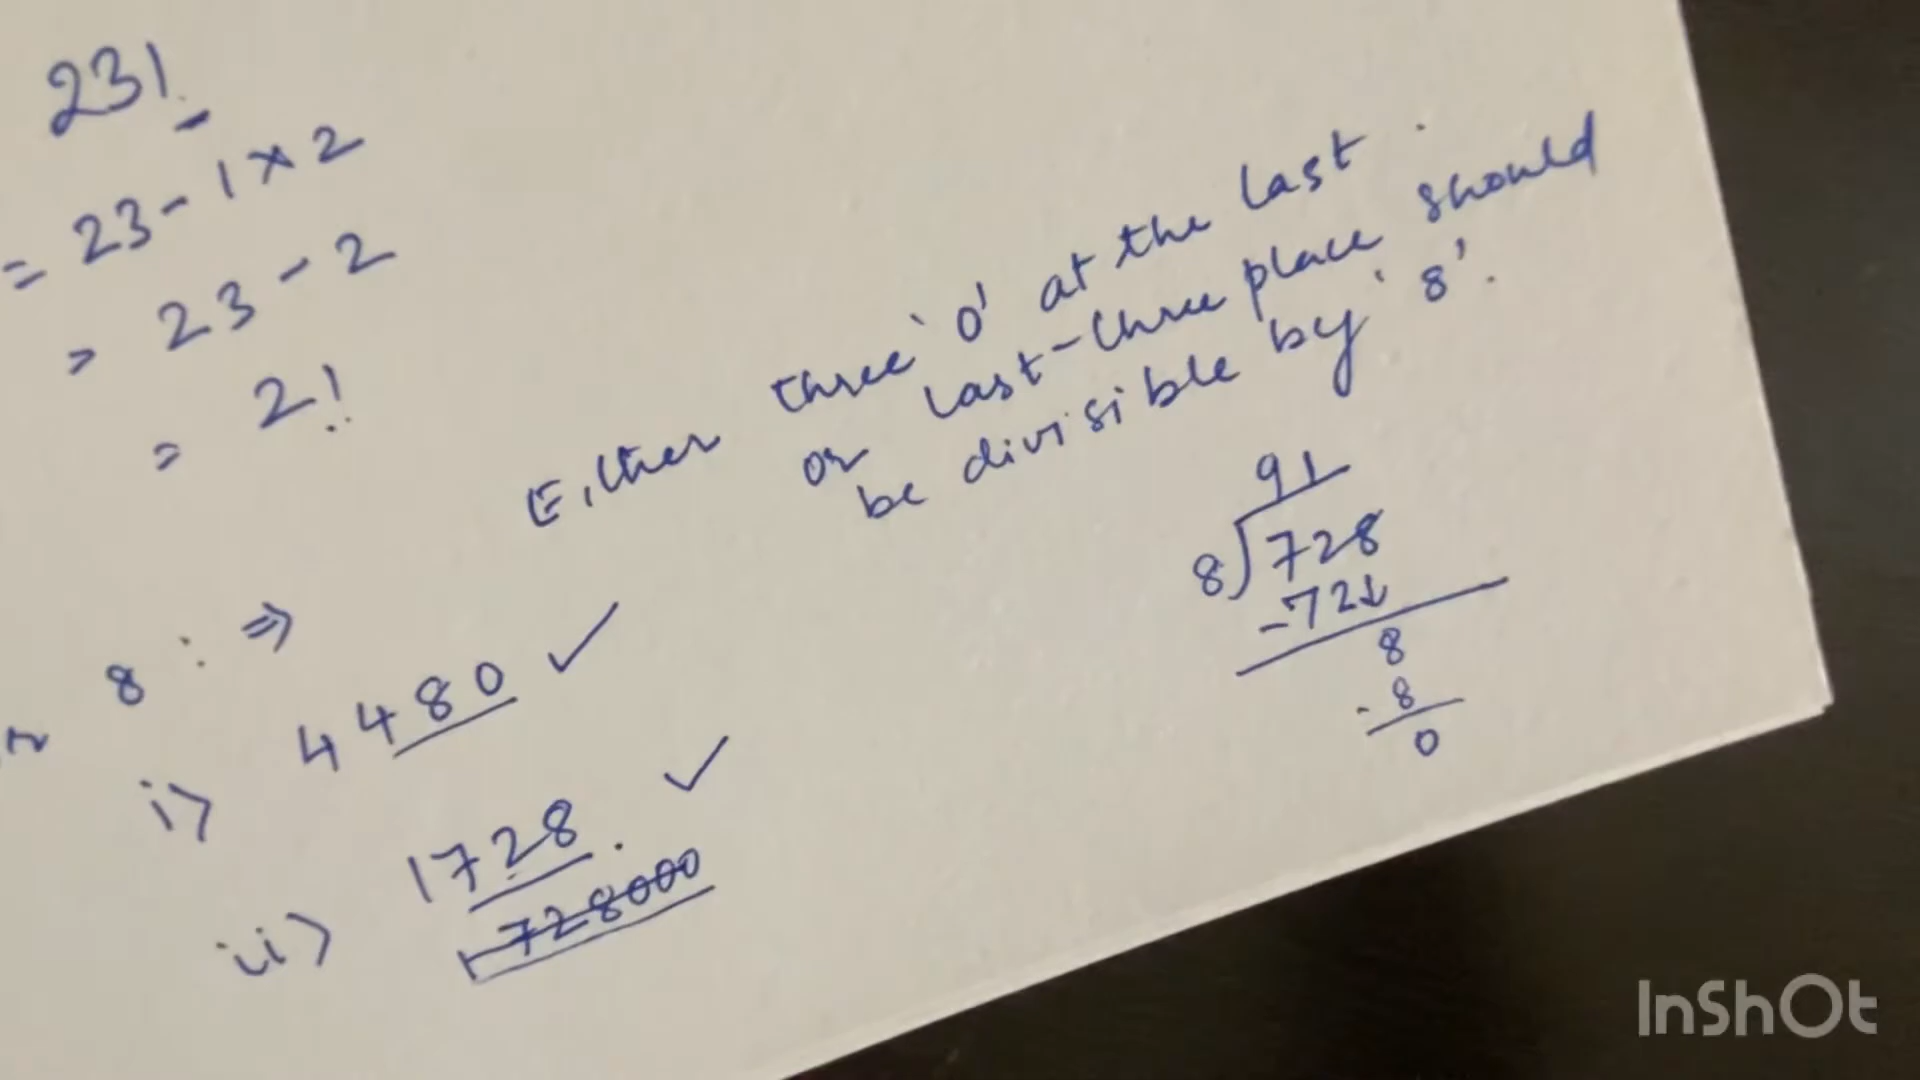 231
= 23 - 1 × 2
= 23 - 2
= 21
Either three '0' at the last.
or last-three place should
be divisible by '8'.
8 : ⇒
i> 4480 ✓
ii> 1728. ✓
1728000
91
8)728
-72↓
8
-8
0
InShOt